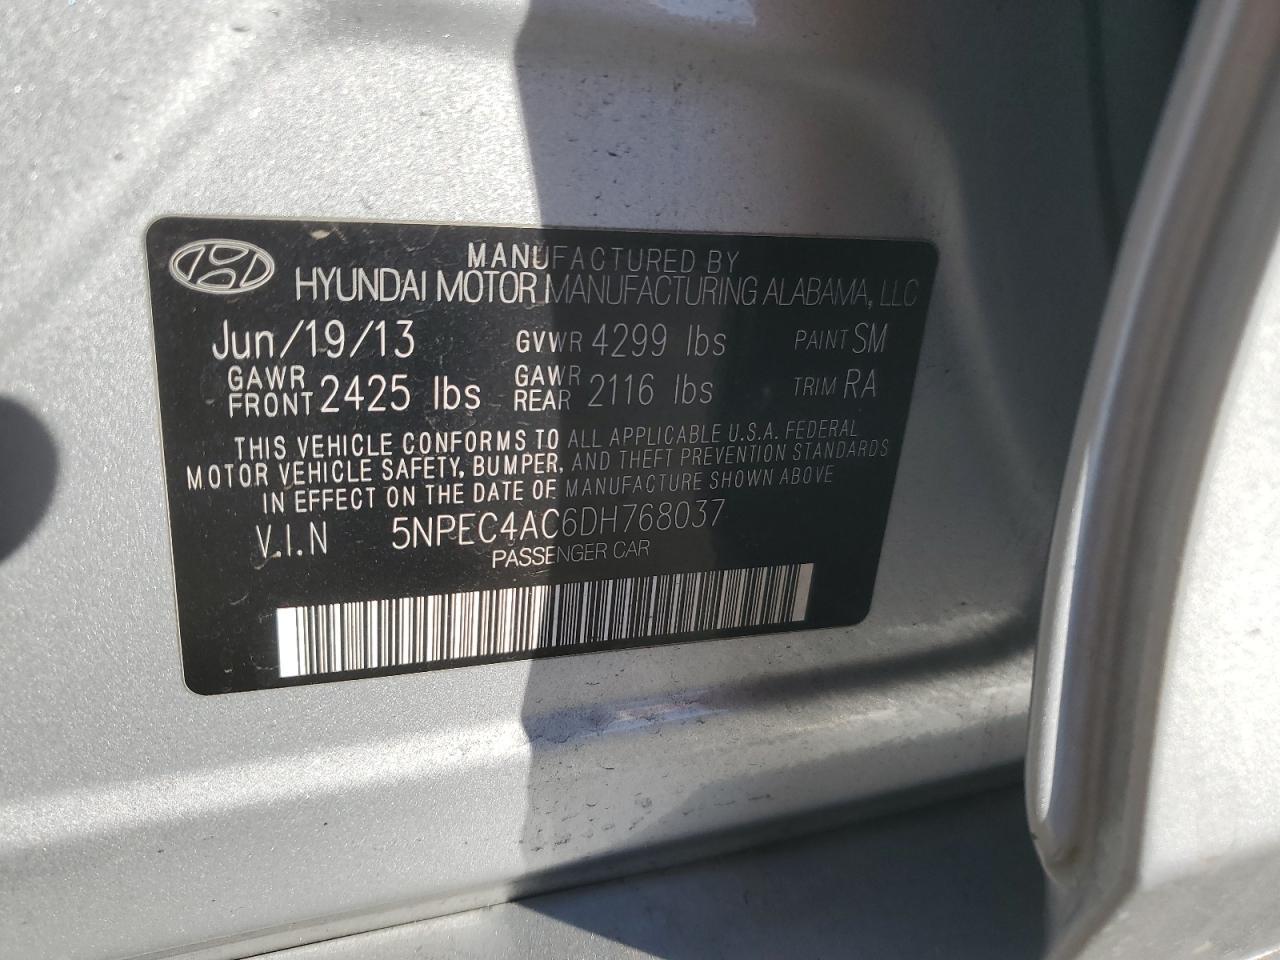 MANUFACTURED BY
HYUNDAI MOTOR MANUFACTURING ALABAMA, LLC
Jun/19/13 GVWR 4299 lbs PAINT SM
GAWR FRONT 2425 lbs GAWR REAR 2116 lbs TRIM RA
THIS VEHICLE CONFORMS TO ALL APPLICABLE U.S.A. FEDERAL
MOTOR VEHICLE SAFETY, BUMPER, AND THEFT PREVENTION STANDARDS
IN EFFECT ON THE DATE OF MANUFACTURE SHOWN ABOVE
V.I.N 5NPEC4AC6DH768037
PASSENGER CAR